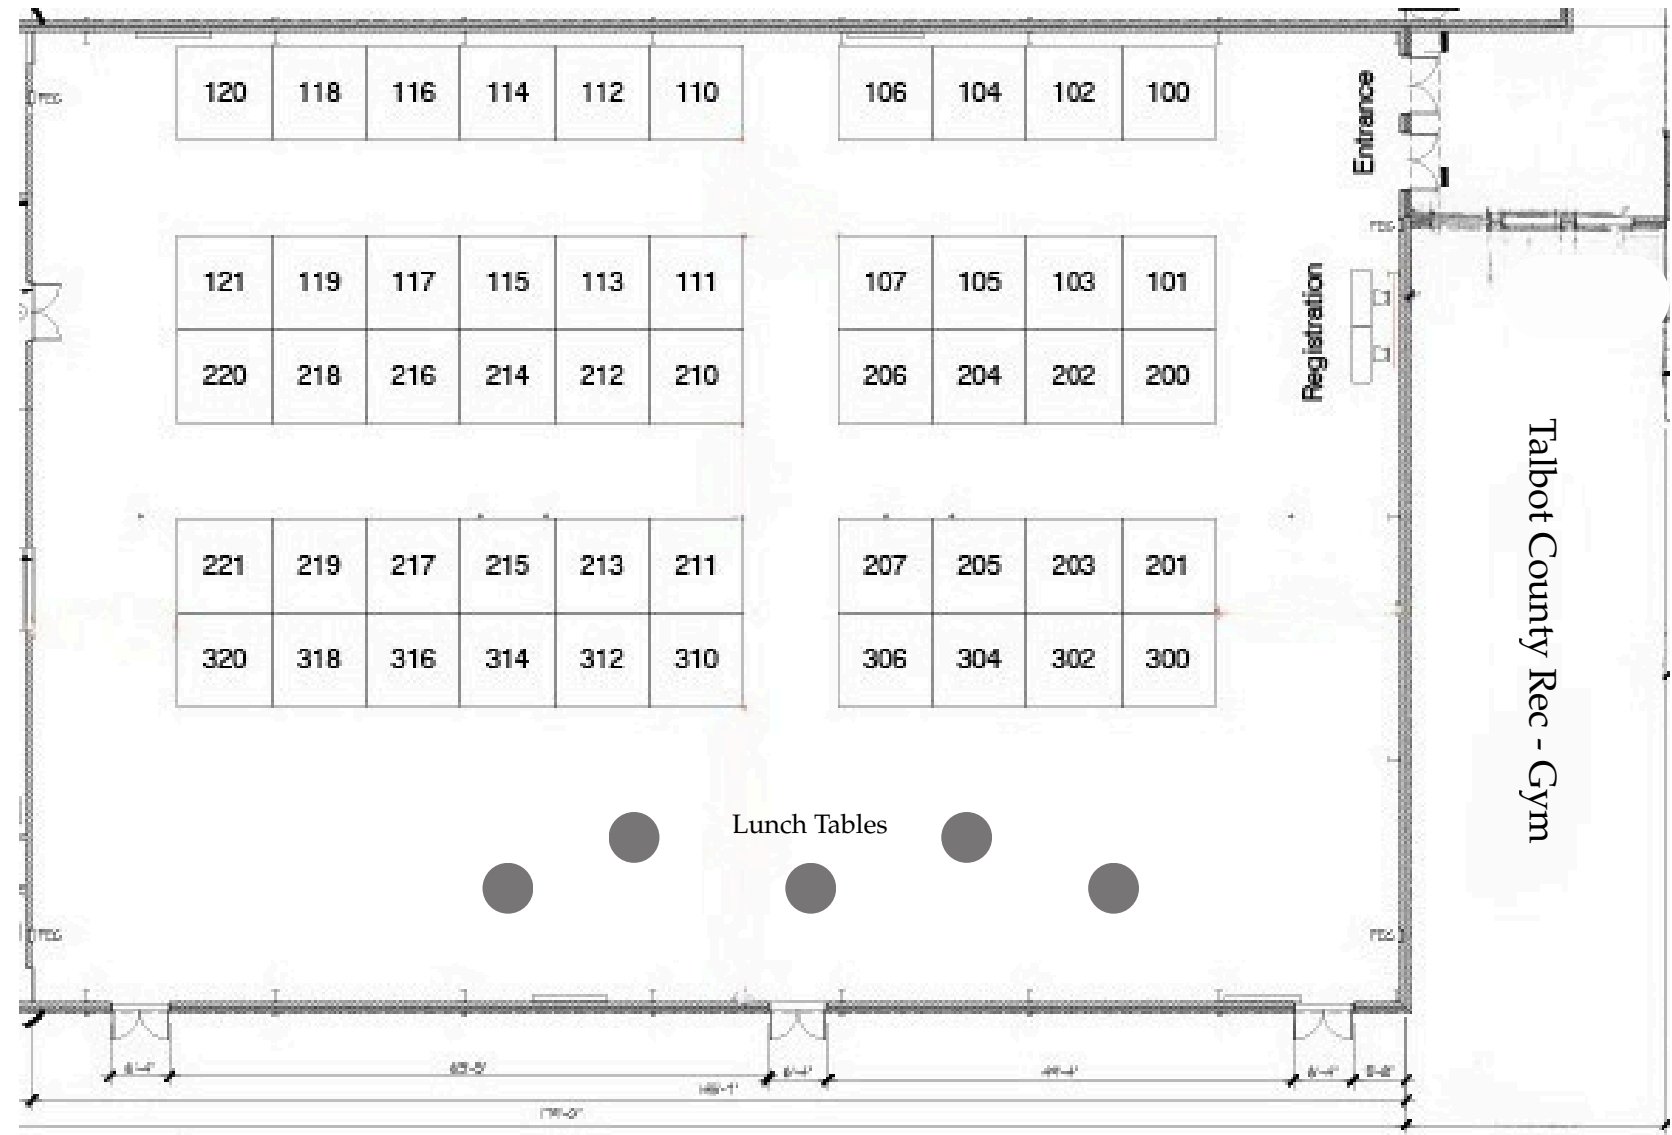 120 118 116 114 112 110 106 104 102 100
Entrance
121 119 117 115 113 111 107 105 103 101
220 218 216 214 212 210 206 204 202 200
Registration
221 219 217 215 213 211 207 205 203 201
320 318 316 314 312 310 306 304 302 300
Talbot County Rec - Gym
Lunch Tables